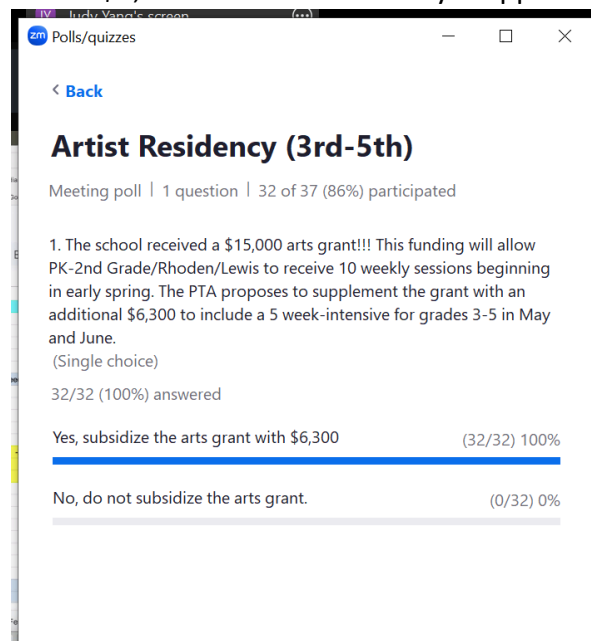 Judy Yang's screen
zm Polls/quizzes
< Back
Artist Residency (3rd-5th)
Meeting poll | 1 question | 32 of 37 (86%) participated
1. The school received a $15,000 arts grant!!! This funding will allow
PK-2nd Grade/Rhoden/Lewis to receive 10 weekly sessions beginning
in early spring. The PTA proposes to supplement the grant with an
additional $6,300 to include a 5 week-intensive for grades 3-5 in May
and June.
(Single choice)
32/32 (100%) answered
Yes, subsidize the arts grant with $6,300 (32/32) 100%
No, do not subsidize the arts grant. (0/32) 0%